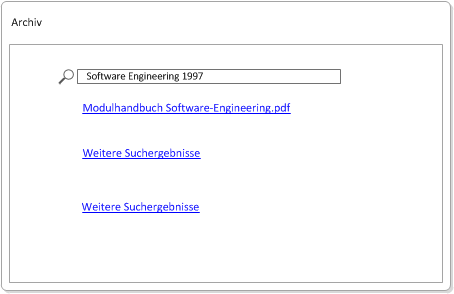 Archiv
Software Engineering 1997
Modulhandbuch Software-Engineering.pdf
Weitere Suchergebnisse
Weitere Suchergebnisse